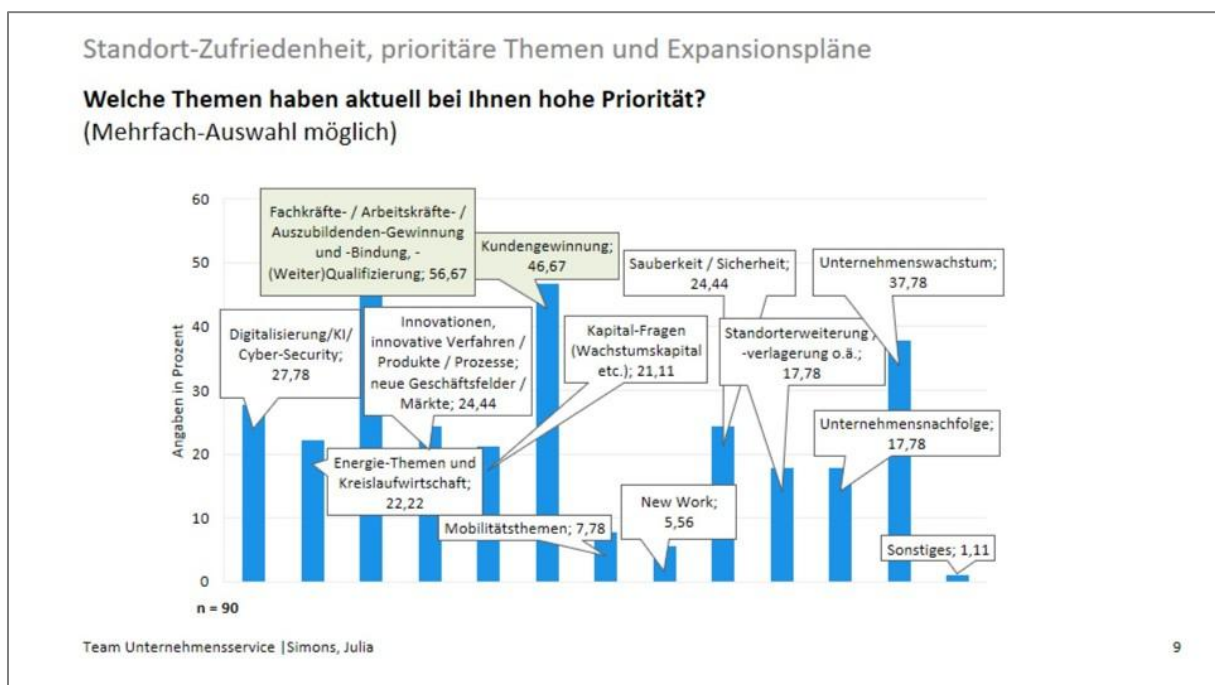 Standort-Zufriedenheit, prioritäre Themen und Expansionspläne
Welche Themen haben aktuell bei Ihnen hohe Priorität?
(Mehrfach-Auswahl möglich)
Angaben in Prozent
60
50
40
30
20
10
0
Digitalisierung/KI/
Cyber-Security;
27,78
Energie-Themen und
Kreislaufwirtschaft;
22,22
Fachkräfte- / Arbeitskräfte- /
Auszubildenden-Gewinnung
und -Bindung, -
(Weiter)Qualifizierung; 56,67
Innovationen,
innovative Verfahren /
Produkte / Prozesse;
neue Geschäftsfelder /
Märkte; 24,44
Kapital-Fragen
(Wachstumskapital
etc.); 21,11
Kundengewinnung;
46,67
Mobilitätsthemen; 7,78
New Work;
5,56
Sauberkeit / Sicherheit;
24,44
Standorterweiterung /
-verlagerung o.ä.;
17,78
Unternehmensnachfolge;
17,78
Unternehmenswachstum;
37,78
Sonstiges; 1,11
n = 90
Team Unternehmensservice |Simons, Julia
9